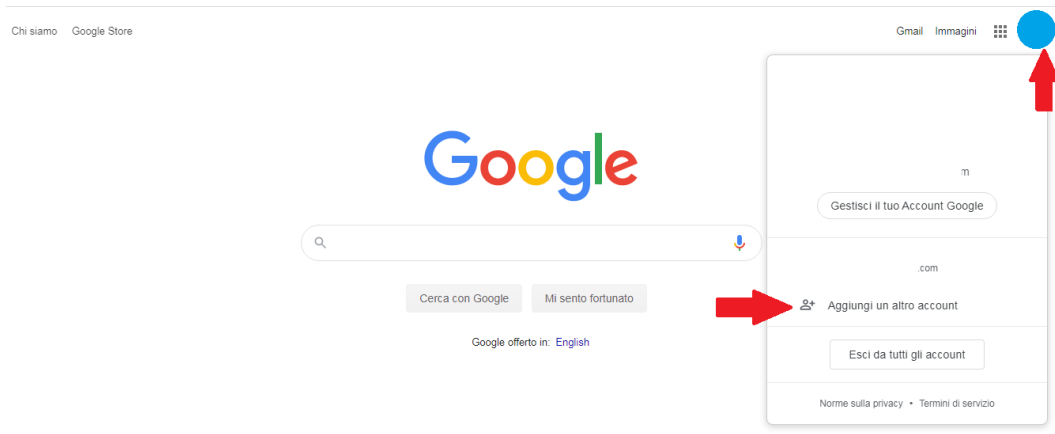 Chi siamo Google Store
Gmail Immagini
Google
m
Gestisci il tuo Account Google
.com
Aggiungi un altro account
Cerca con Google Mi sento fortunato
Esci da tutti gli account
Google offerto in: English
Norme sulla privacy • Termini di servizio